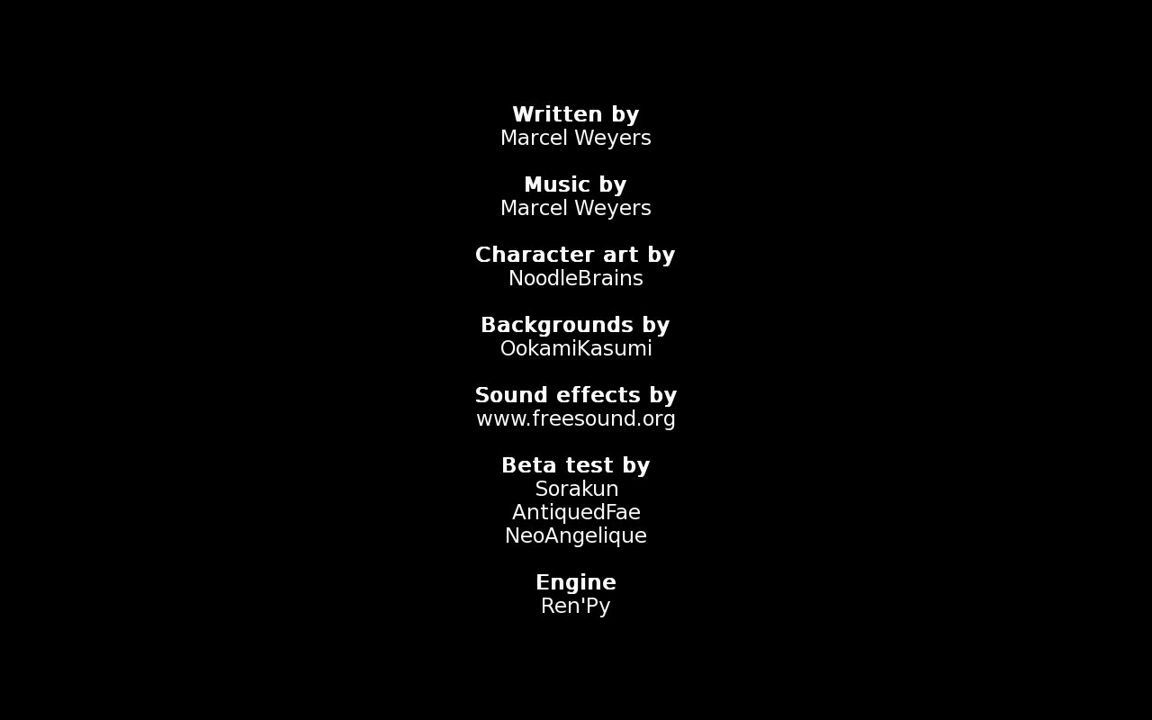 Written by
Marcel Weyers
Music by
Marcel Weyers
Character art by
NoodleBrains
Backgrounds by
OokamiKasumi
Sound effects by
www.freesound.org
Beta test by
Sorakun
AntiquedFae
NeoAngelique
Engine
Ren'Py